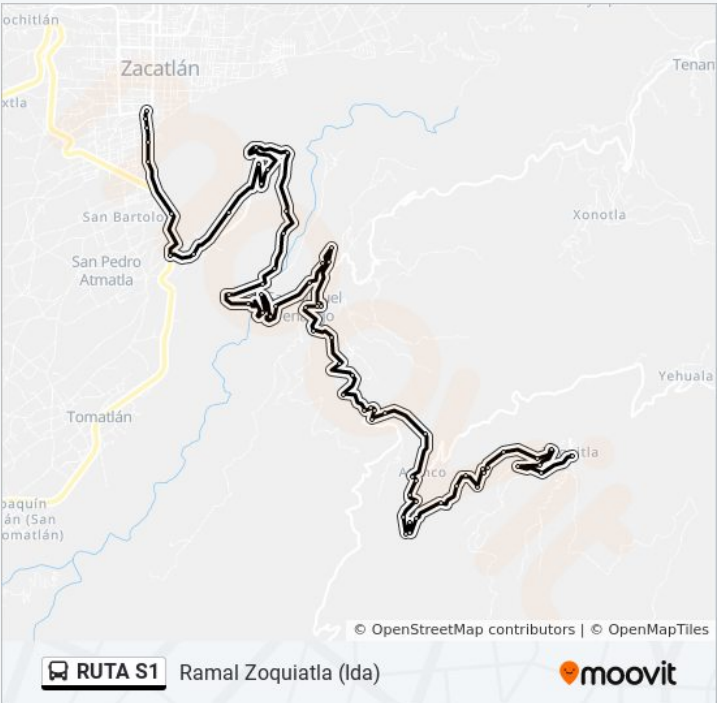 ochitlán
Zacatlán
Tenan
xtla
San Bartolo
Xonotla
San Pedro
Atmatla
uel
Yehuala
Tomatlán
itla
oaquín
án (San
omatlán)
© OpenStreetMap contributors | © OpenMapTiles
RUTA S1 Ramal Zoquiatla (Ida)
moovit